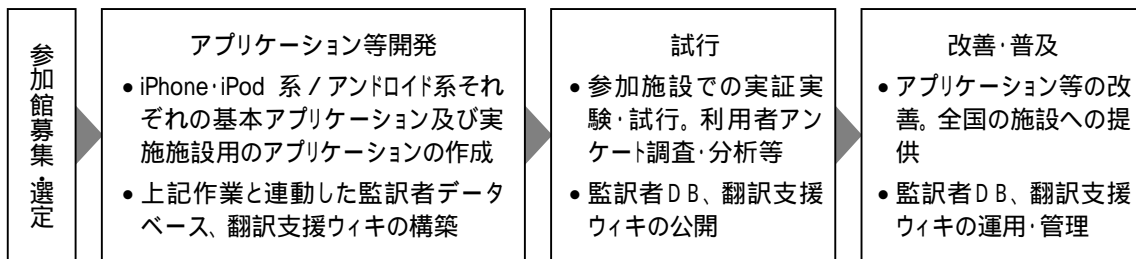 参加館募集・選定
アプリケーション等開発
• iPhone・iPod 系 / アンドロイド系それ
ぞれの基本アプリケーション及び実
施施設用のアプリケーションの作成
• 上記作業と連動した監訳者データ
ベース、翻訳支援ウィキの構築
試行
• 参加施設での実証実
験・試行。利用者アン
ケート調査・分析等
• 監訳者DB、翻訳支援
ウィキの公開
改善・普及
• アプリケーション等の改
善。全国の施設への提
供
• 監訳者DB、翻訳支援
ウィキの運用・管理